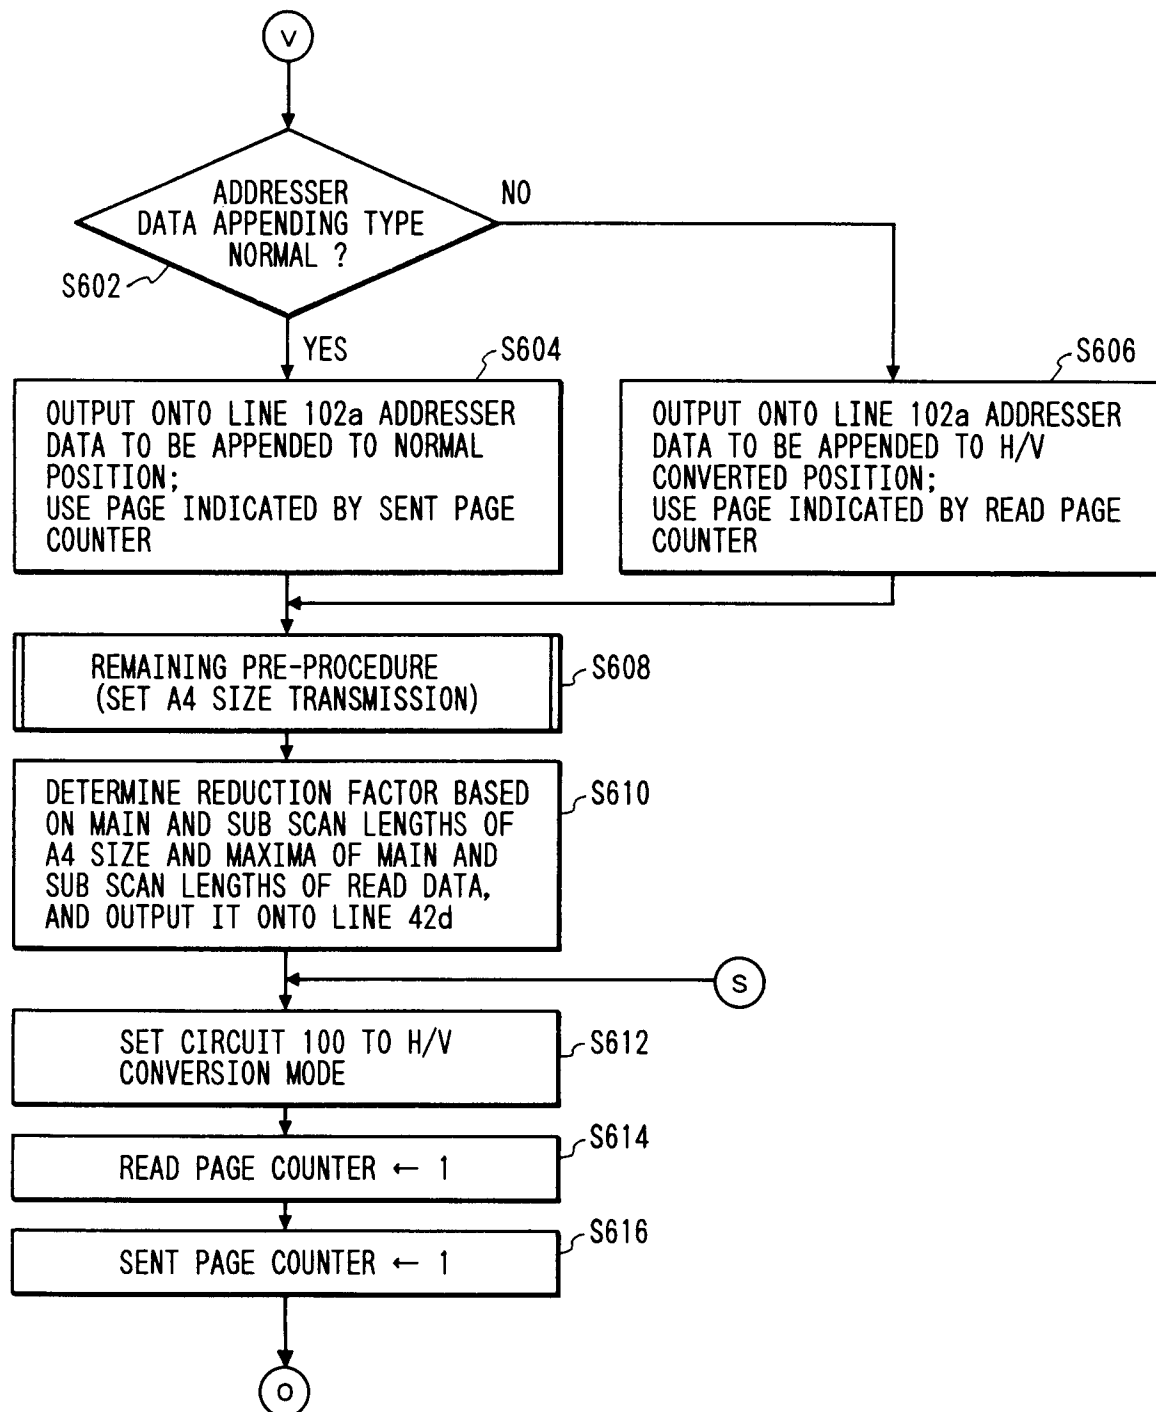 V
ADDRESSER
DATA APPENDING TYPE
NORMAL ?
NO
S602
YES
S604
S606
OUTPUT ONTO LINE 102a ADDRESSER
DATA TO BE APPENDED TO NORMAL
POSITION;
USE PAGE INDICATED BY SENT PAGE
COUNTER
OUTPUT ONTO LINE 102a ADDRESSER
DATA TO BE APPENDED TO H/V
CONVERTED POSITION;
USE PAGE INDICATED BY READ PAGE
COUNTER
REMAINING PRE-PROCEDURE
(SET A4 SIZE TRANSMISSION)
S608
DETERMINE REDUCTION FACTOR BASED
ON MAIN AND SUB SCAN LENGTHS OF
A4 SIZE AND MAXIMA OF MAIN AND
SUB SCAN LENGTHS OF READ DATA,
AND OUTPUT IT ONTO LINE 42d
S610
S
SET CIRCUIT 100 TO H/V
CONVERSION MODE
S612
READ PAGE COUNTER ← 1
S614
SENT PAGE COUNTER ← 1
S616
O